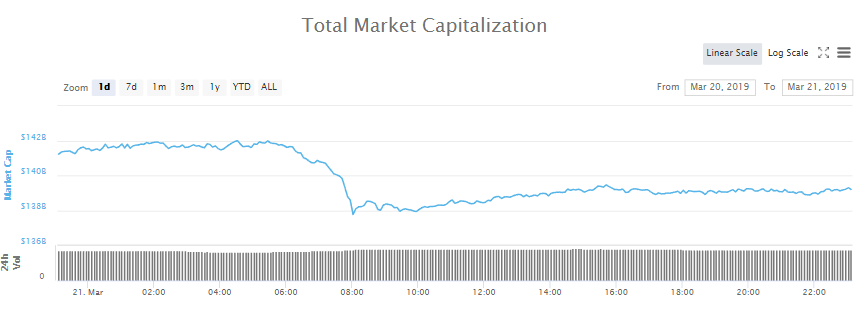 Total Market Capitalization
Linear Scale Log Scale
Zoom 1d 7d 1m 3m 1y YTD ALL From Mar 20, 2019 To Mar 21, 2019
Market Cap
$142B
$140B
$138B
$136B
24h Vol
0
21. Mar 02:00 04:00 06:00 08:00 10:00 12:00 14:00 16:00 18:00 20:00 22:00